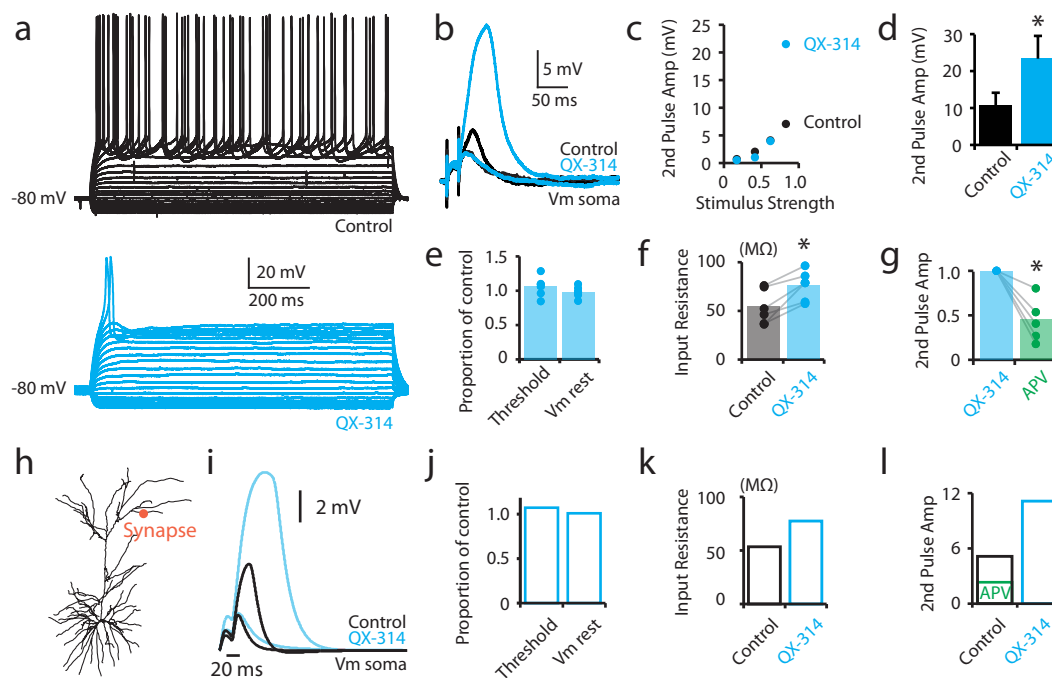 a
-80 mV
Control
20 mV
200 ms
-80 mV
QX-314
b
5 mV
50 ms
Control
QX-314
Vm soma
c
2nd Pulse Amp (mV)
25
20
15
10
5
0
QX-314
Control
0
0.5
1.0
Stimulus Strength
d
2nd Pulse Amp (mV)
30
20
10
0
*
Control
QX-314
e
Proportion of control
1.5
1.0
0.5
0
Threshold
Vm rest
f
(MΩ)
Input Resistance
100
50
0
*
Control
QX-314
g
2nd Pulse Amp
1.0
0.5
0
*
QX-314
APV
h
Synapse
i
2 mV
Control
QX-314
Vm soma
20 ms
j
Proportion of control
1.0
0.5
0
Threshold
Vm rest
k
(MΩ)
Input Resistance
100
50
0
Control
QX-314
l
2nd Pulse Amp
12
6
0
APV
Control
QX-314